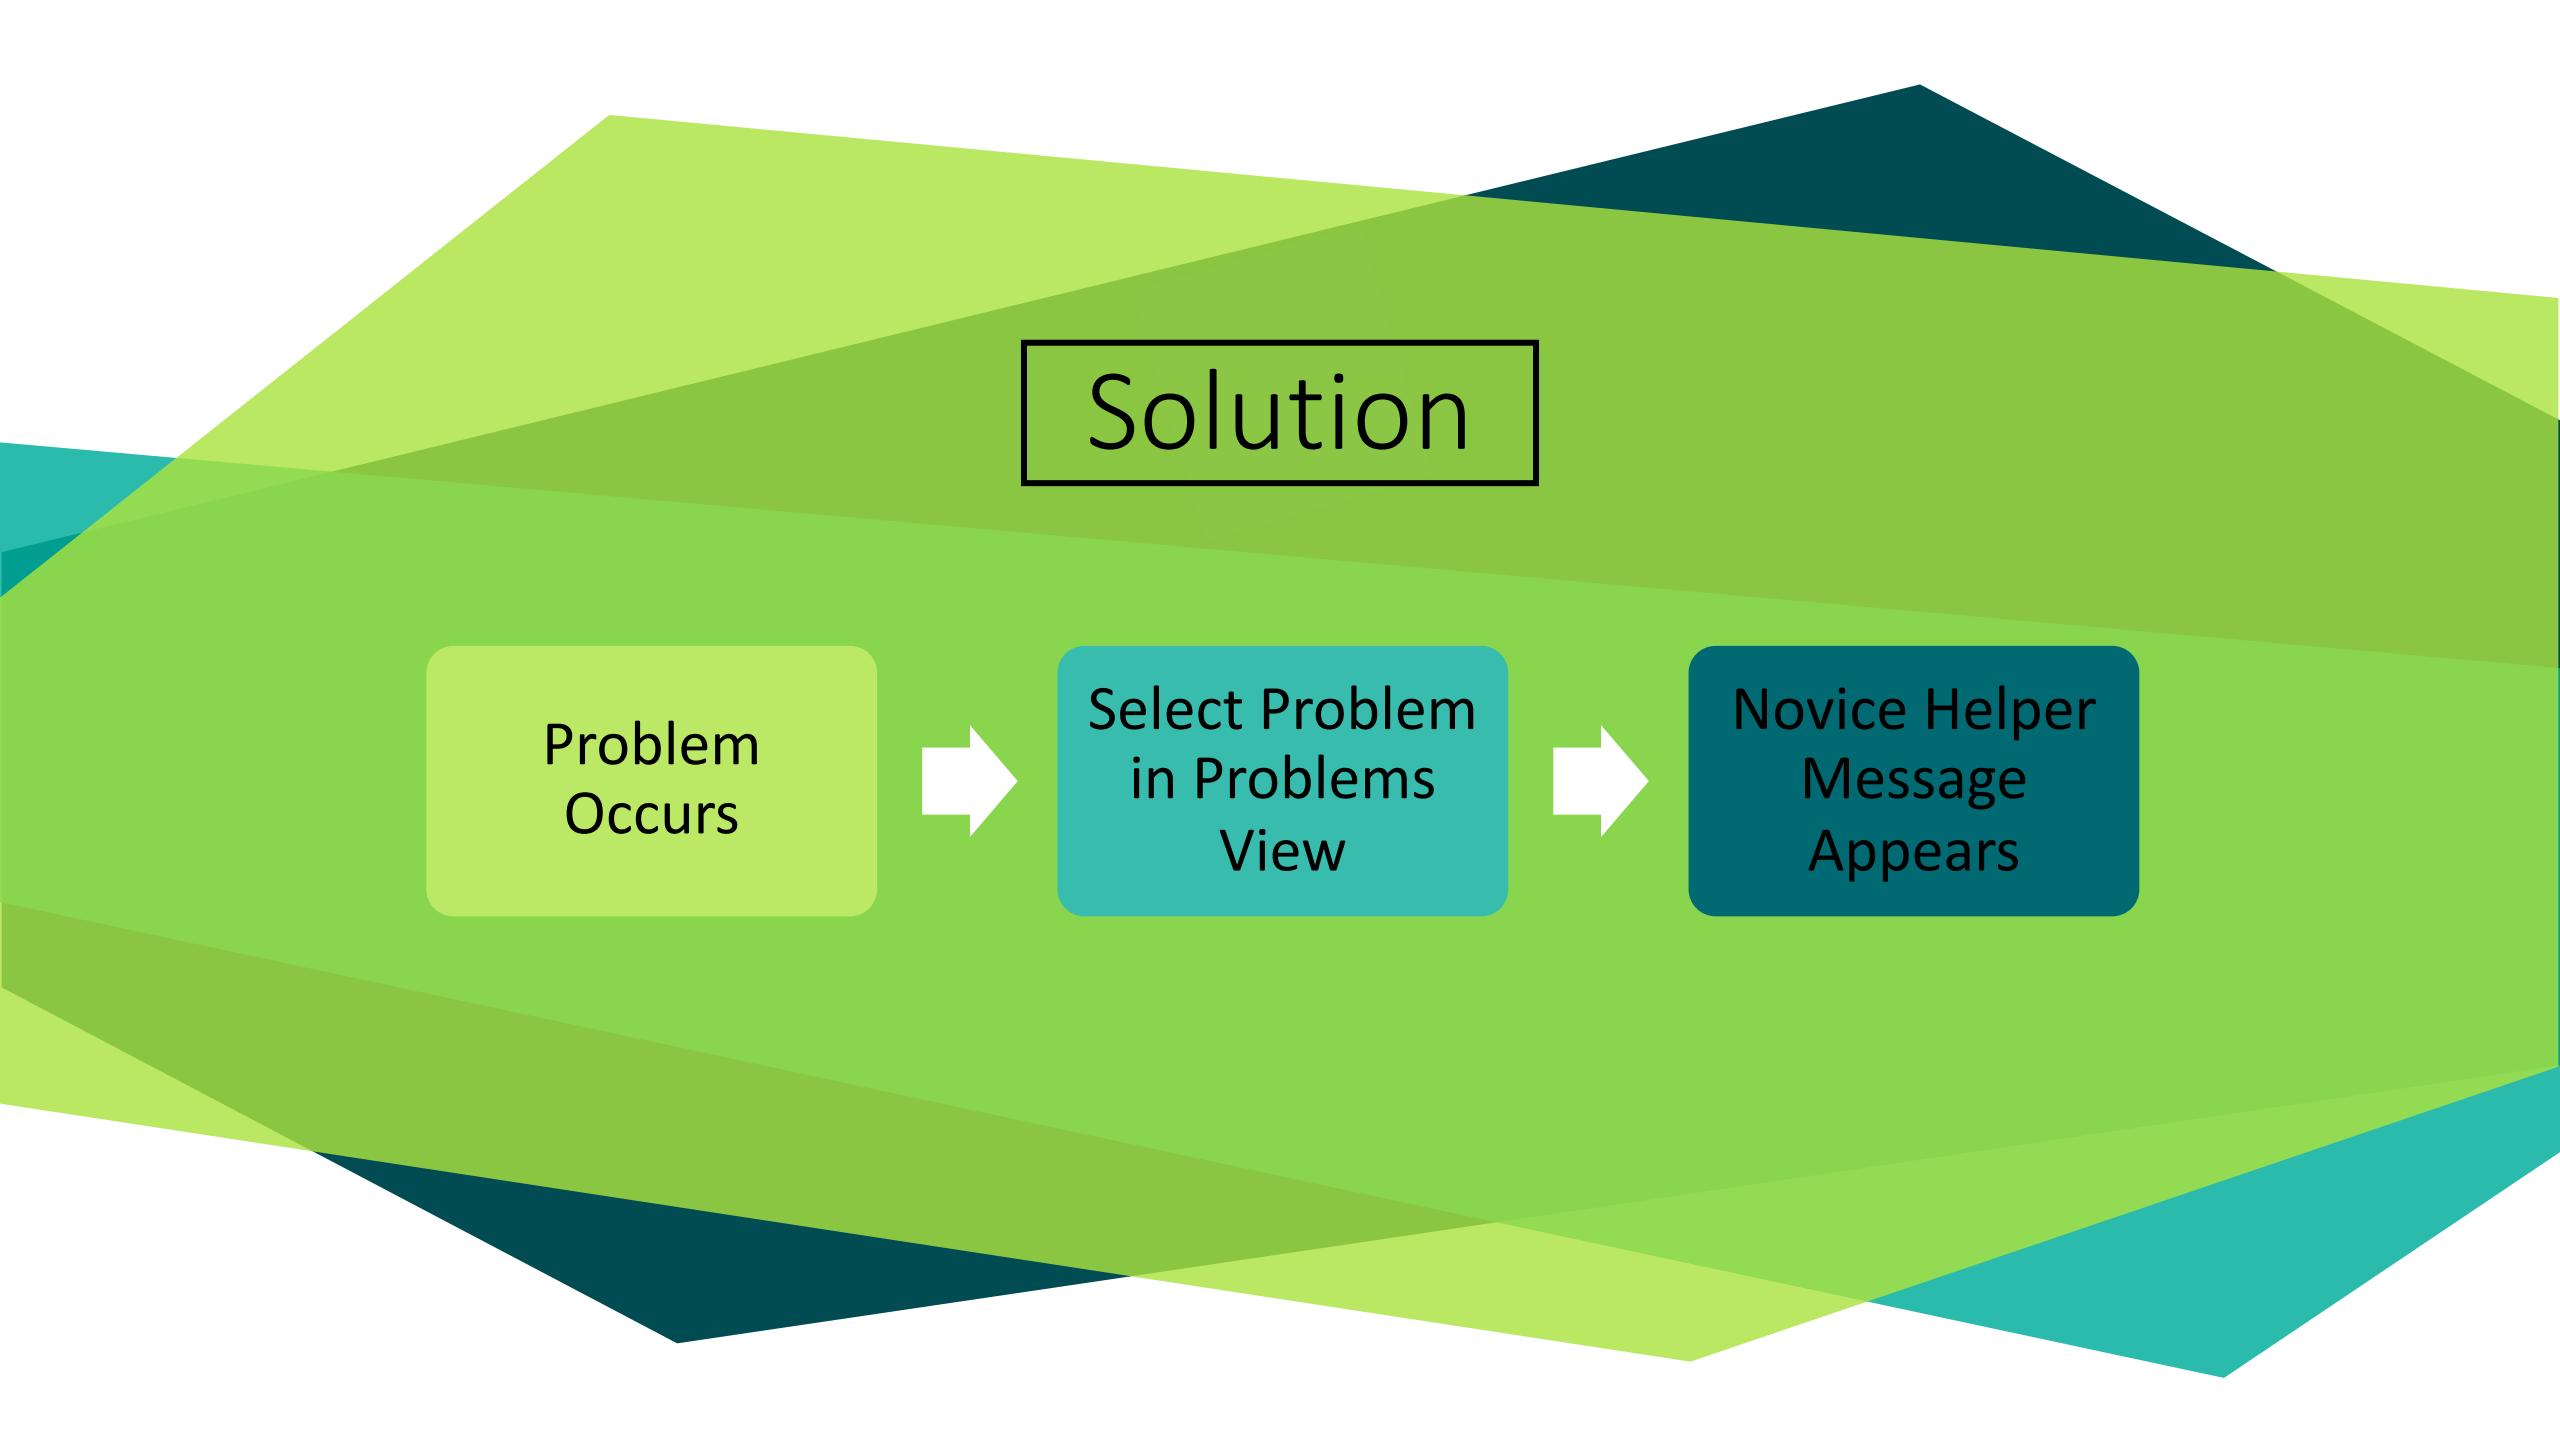 Solution
Problem
Occurs
Select Problem
in Problems
View
Novice Helper
Message
Appears